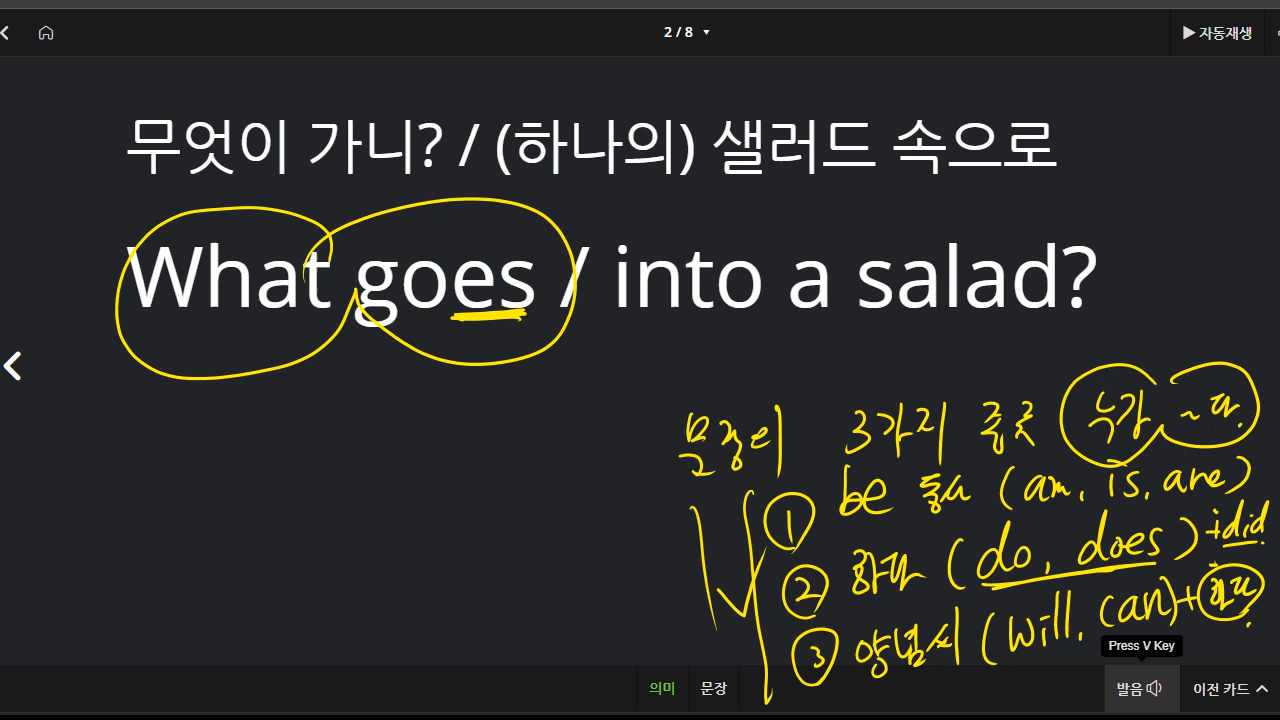 2 / 8
자동재생
무엇이 가니? / (하나의) 샐러드 속으로
What goes / into a salad?
문장의 3가지 종류 누가 ~다.
① be 동사 (am, is, are)
② 하다 (do, does) + did
③ 양념씨 (will, can) + 하다.
Press V Key
의미 문장 발음 이전 카드